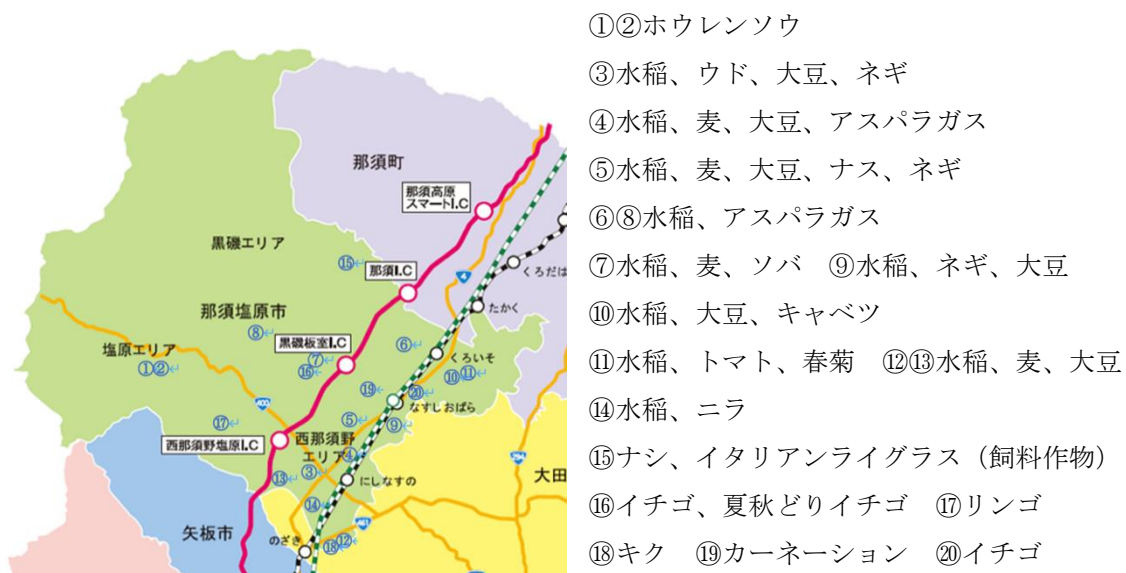 ①②ホウレンソウ
③水稲、ウド、大豆、ネギ
④水稲、麦、大豆、アスパラガス
⑤水稲、麦、大豆、ナス、ネギ
⑥⑧水稲、アスパラガス
⑦水稲、麦、ソバ　⑨水稲、ネギ、大豆
⑩水稲、大豆、キャベツ
⑪水稲、トマト、春菊　⑫⑬水稲、麦、大豆
⑭水稲、ニラ
⑮ナシ、イタリアンライグラス（飼料作物）
⑯イチゴ、夏秋どりイチゴ　⑰リンゴ
⑱キク　⑲カーネーション　⑳イチゴ
那須町
那須高原
スマートI.C
黒磯エリア
⑮
那須I.C
4
くろだは
たかく
那須塩原市
⑧
黒磯板室I.C
⑥
くろいそ
塩原エリア
①②
⑦
⑯
⑩⑪
⑲
⑳
なすしおばら
400
⑰
⑤
⑨
西那須野塩原I.C
西那須野
エリア
④
294
大田
⑬
③
にしなすの
⑭
461
矢板市
のざき
⑱⑫